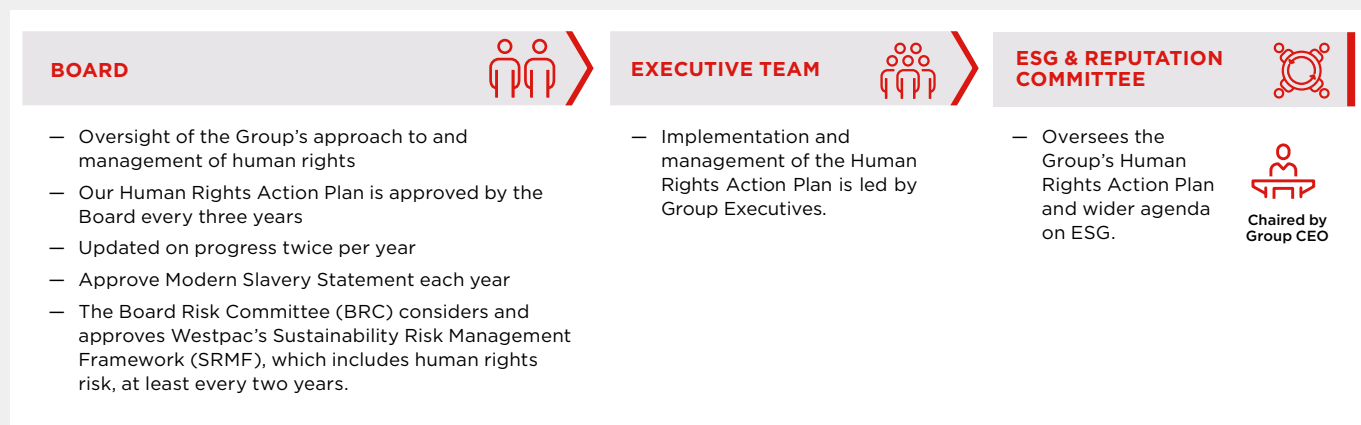 BOARD
— Oversight of the Group's approach to and
management of human rights
— Our Human Rights Action Plan is approved by the
Board every three years
— Updated on progress twice per year
— Approve Modern Slavery Statement each year
— The Board Risk Committee (BRC) considers and
approves Westpac's Sustainability Risk Management
Framework (SRMF), which includes human rights
risk, at least every two years.
EXECUTIVE TEAM
— Implementation and
management of the Human
Rights Action Plan is led by
Group Executives.
ESG & REPUTATION
COMMITTEE
— Oversees the
Group's Human
Rights Action Plan
and wider agenda
on ESG.
Chaired by
Group CEO